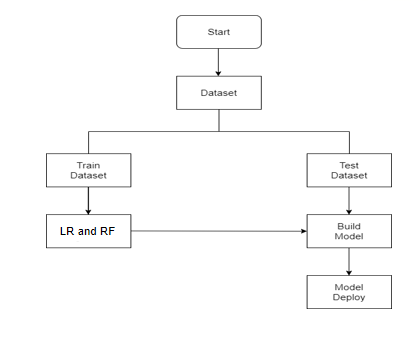 Start
Dataset
Train
Dataset
Test
Dataset
LR and RF
Build
Model
Model
Deploy